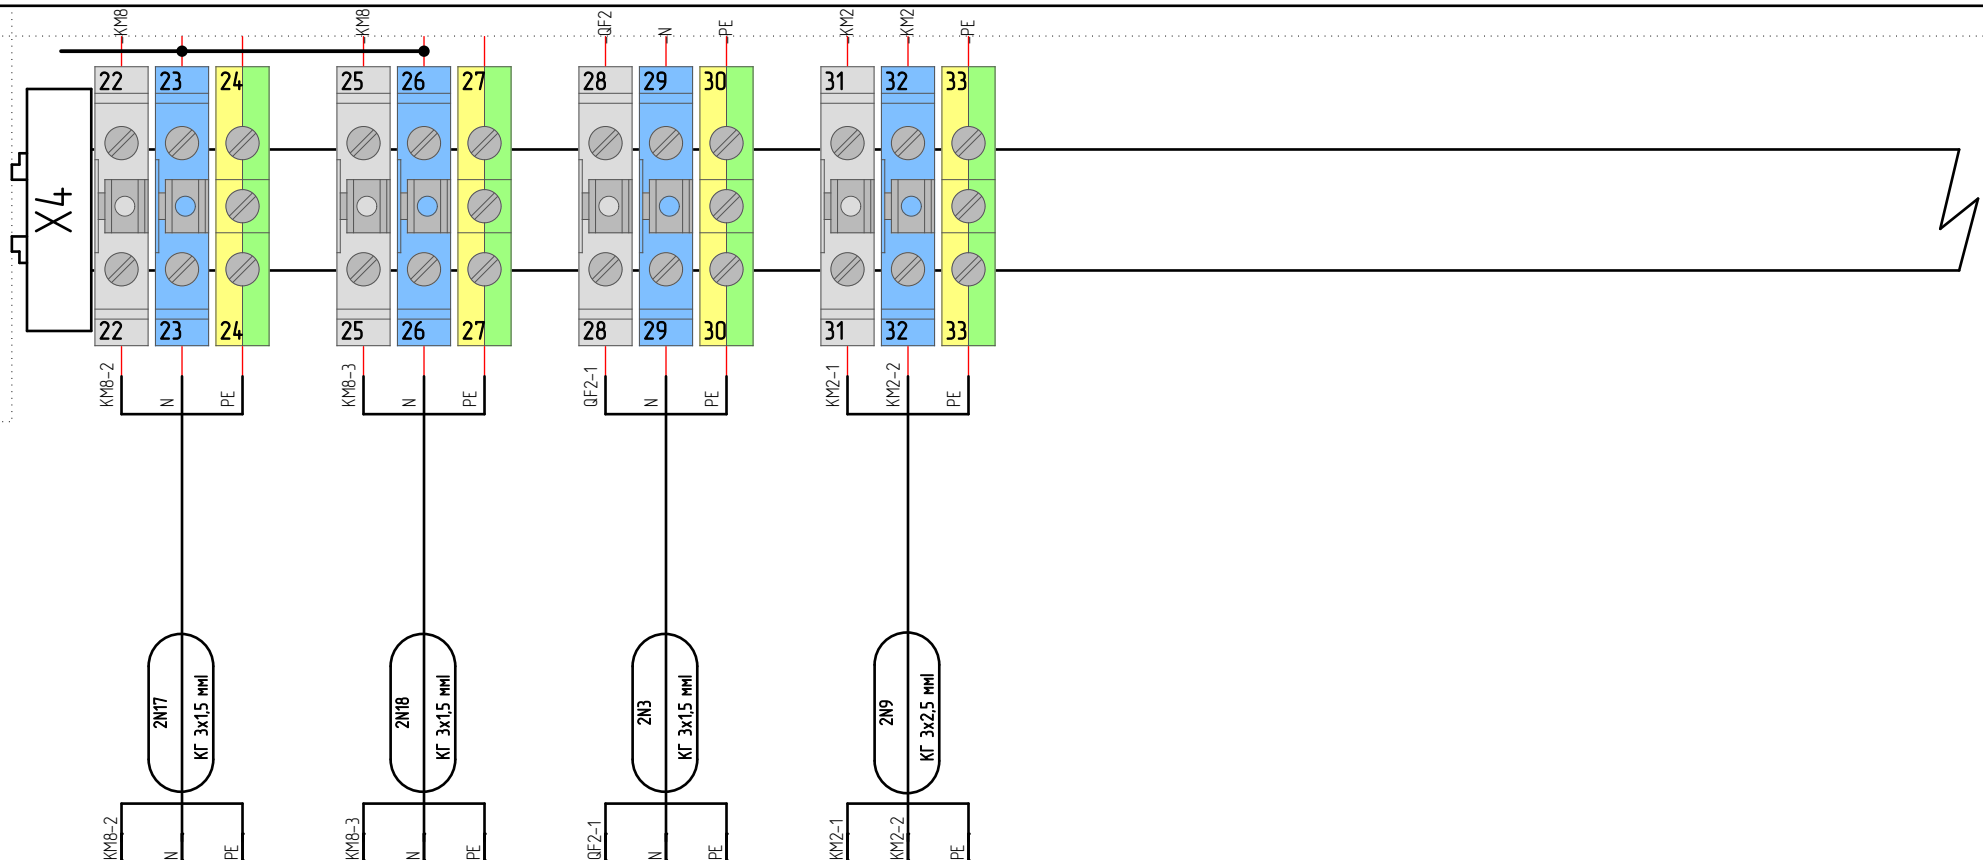 KM8 KM8 QF2 N PE KM2 KM2 PE
22 23 24 25 26 27 28 29 30 31 32 33
X4
22 23 24 25 26 27 28 29 30 31 32 33
KM8-2 N PE KM8-3 N PE QF2-1 N PE KM2-1 KM2-2 PE
2N17
КГ 3х1,5 ммl
2N18
КГ 3х1,5 ммl
2N3
КГ 3х1,5 ммl
2N9
КГ 3х2,5 ммl
KM8-2 N PE KM8-3 N PE QF2-1 N PE KM2-1 KM2-2 PE